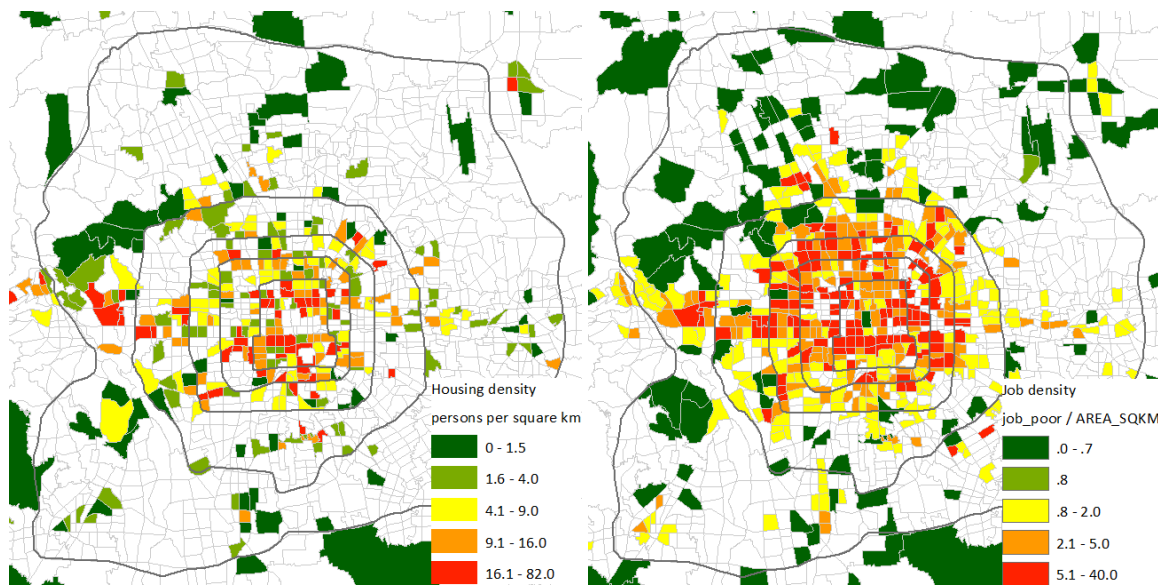 Housing density
persons per square km
0 - 1.5
1.6 - 4.0
4.1 - 9.0
9.1 - 16.0
16.1 - 82.0
Job density
job_poor / AREA_SQKM
.0 - .7
.8
.8 - 2.0
2.1 - 5.0
5.1 - 40.0